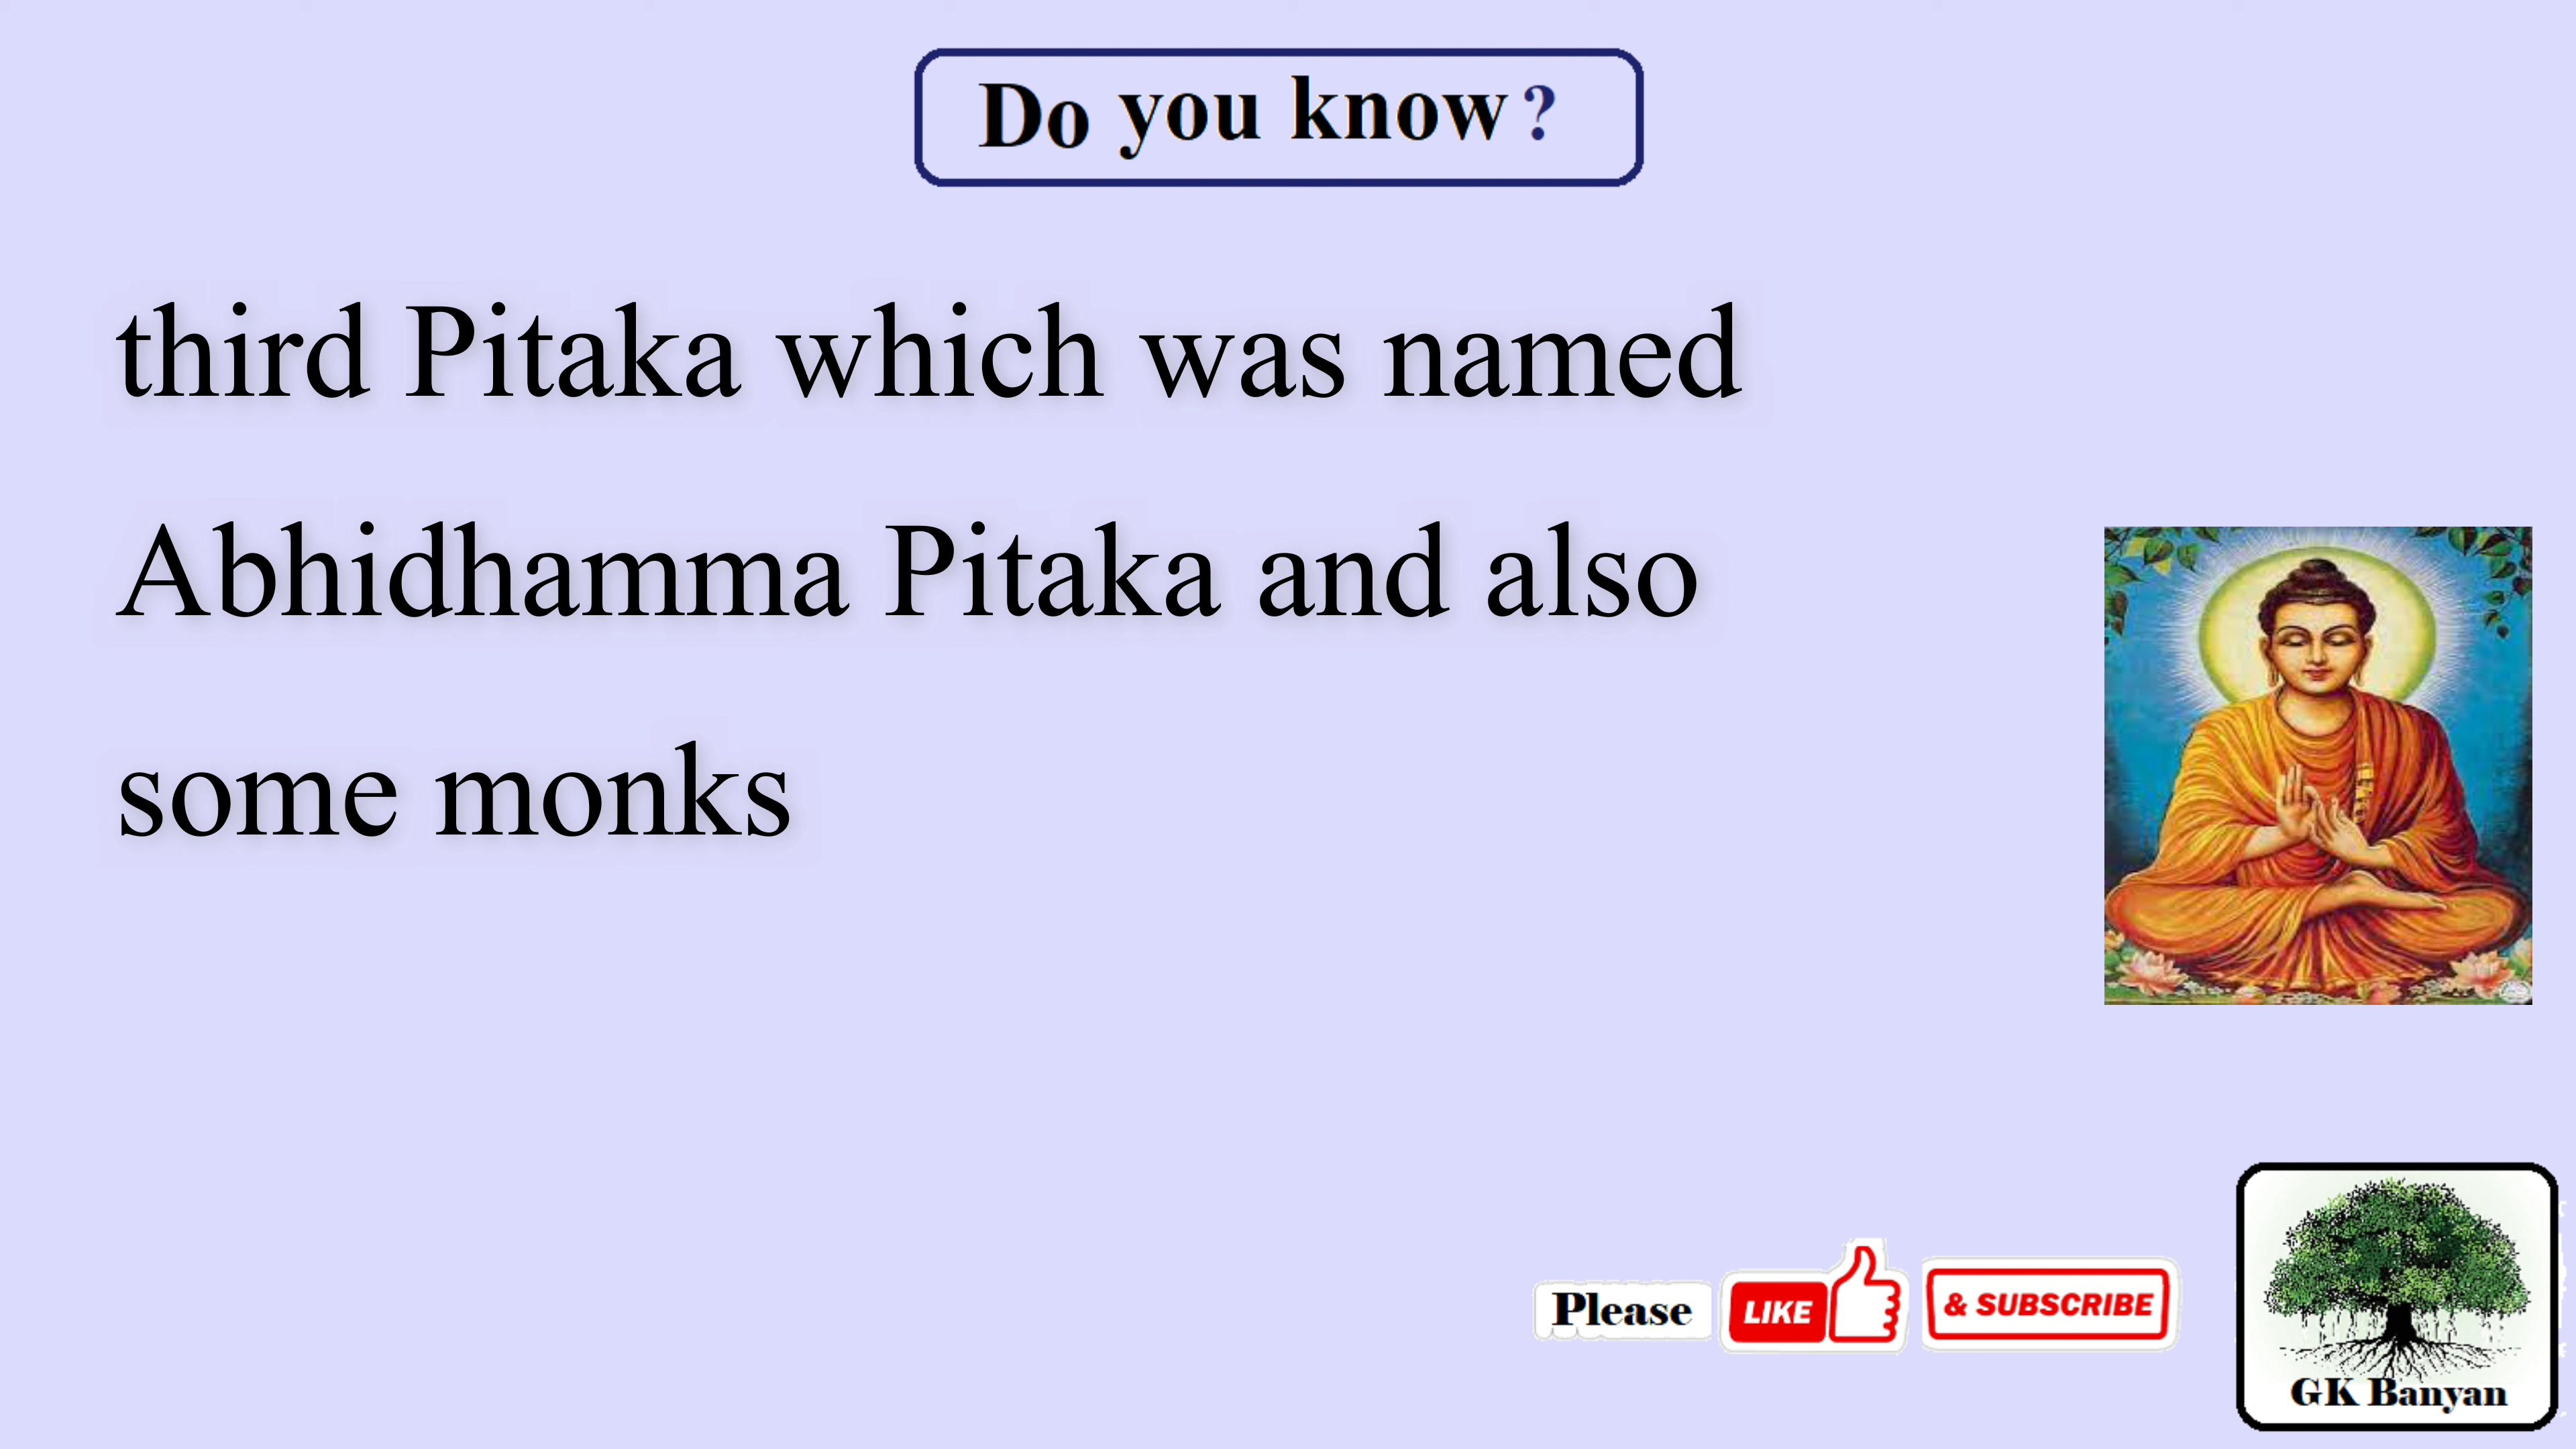 Do you know ?
third Pitaka which was named
Abhidhamma Pitaka and also
some monks
Please LIKE & SUBSCRIBE
GK Banyan